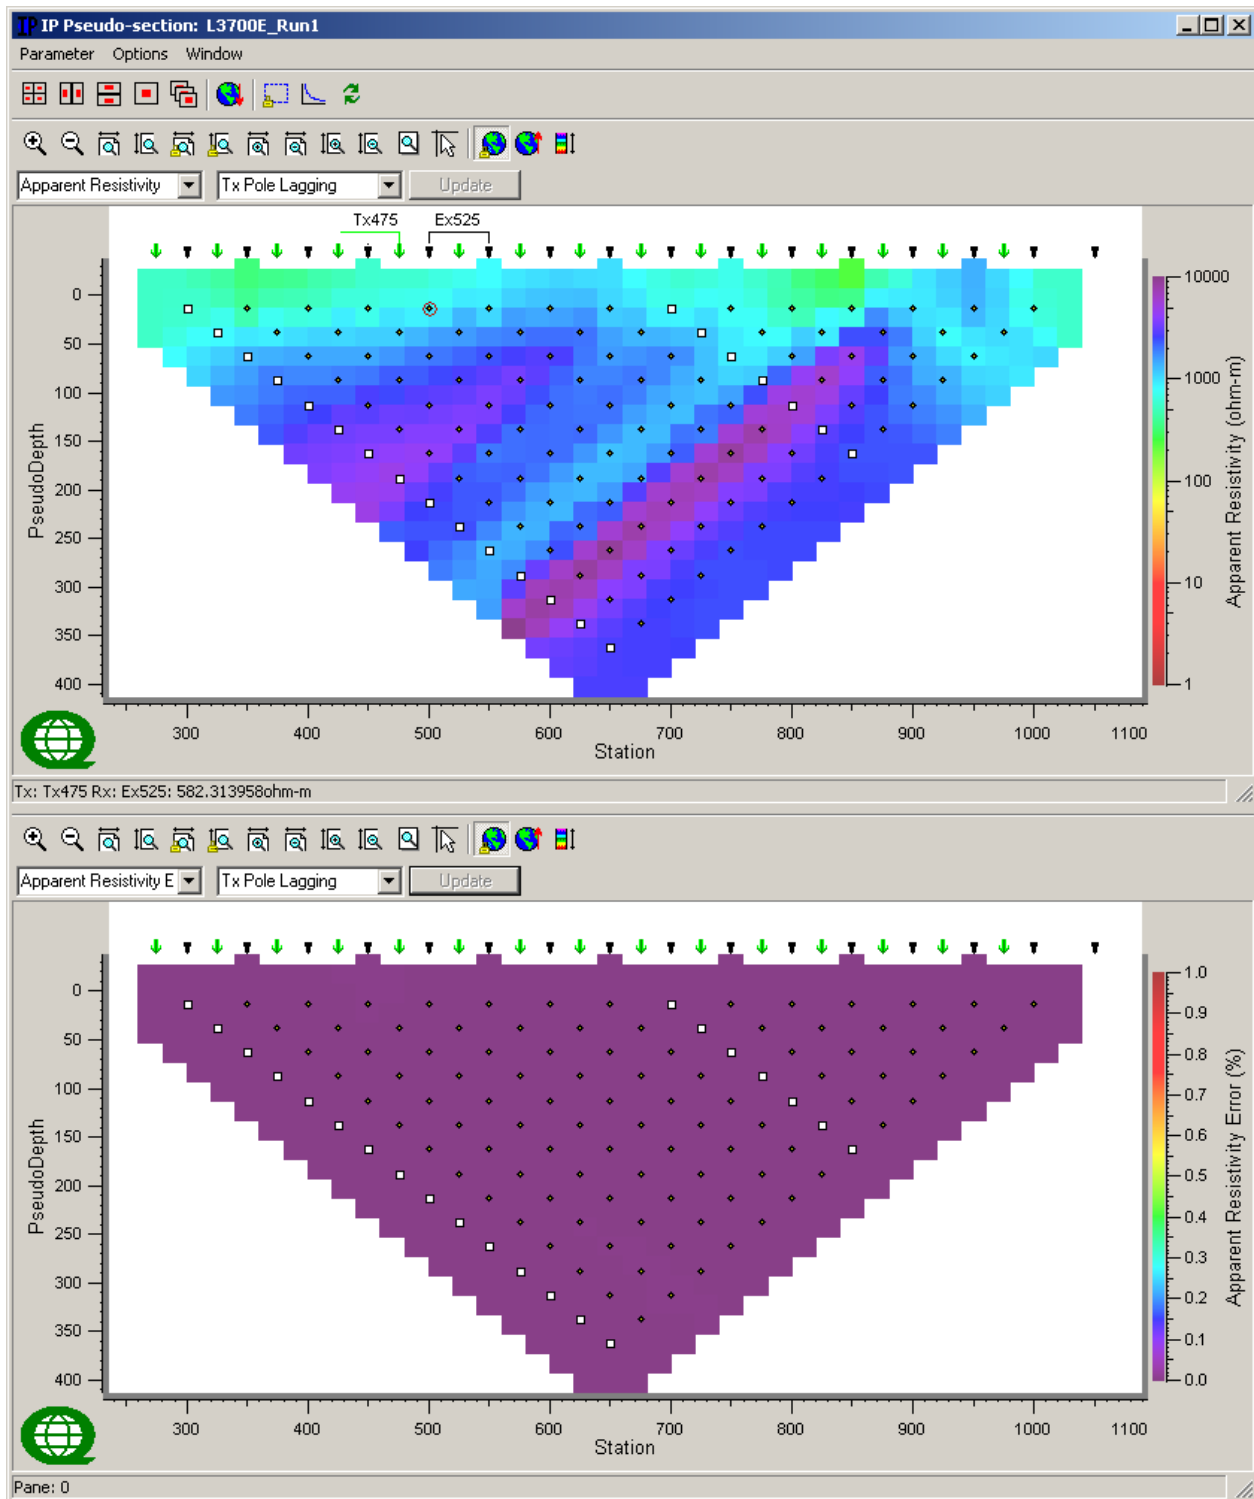 IP Pseudo-section: L3700E_Run1
Parameter Options Window
Apparent Resistivity Tx Pole Lagging Update
Tx475 Ex525
0
50
100
150
200
250
300
350
400
PseudoDepth
10000
1000
100
10
1
Apparent Resistivity (ohm-m)
300 400 500 600 700 800 900 1000 1100
Station
Tx: Tx475 Rx: Ex525: 582.313958ohm-m
Apparent Resistivity E Tx Pole Lagging Update
0
50
100
150
200
250
300
350
400
PseudoDepth
1.0
0.9
0.8
0.7
0.6
0.5
0.4
0.3
0.2
0.1
0.0
Apparent Resistivity Error (%)
300 400 500 600 700 800 900 1000 1100
Station
Pane: 0